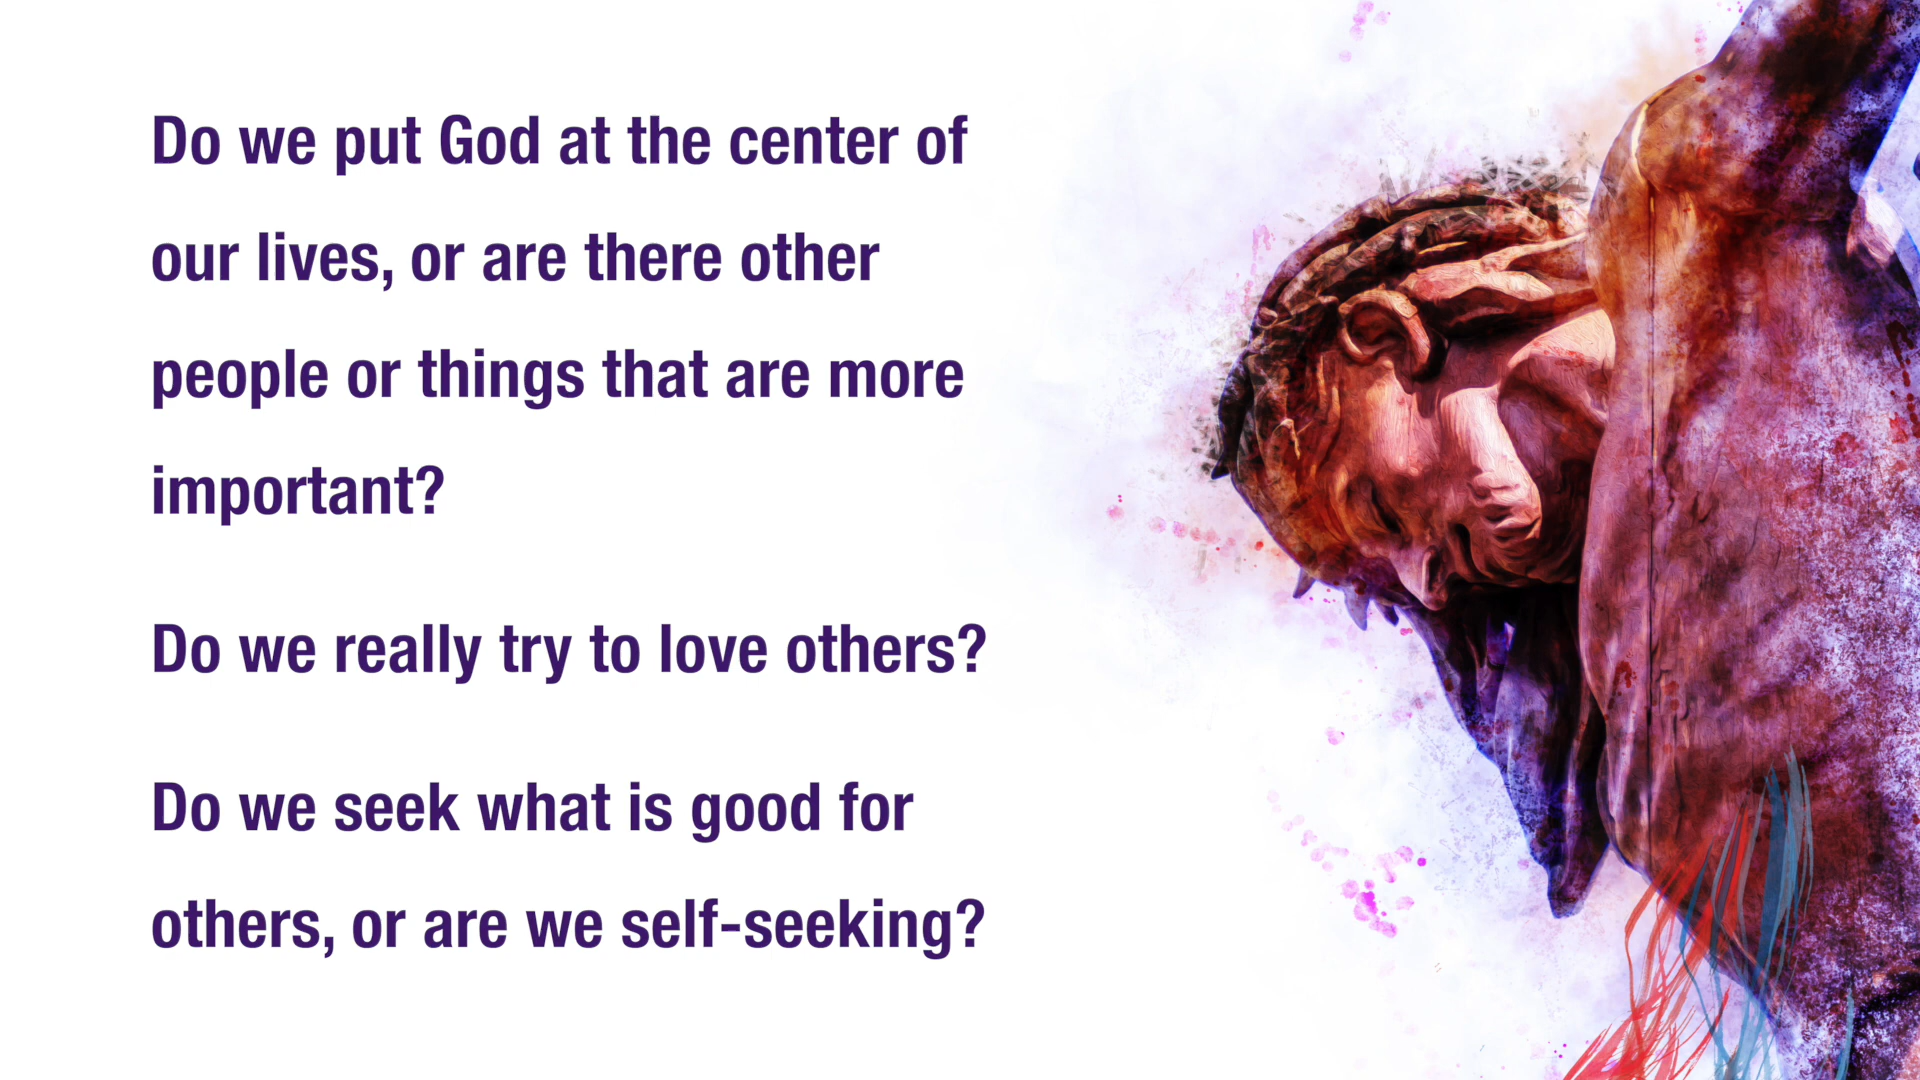 Do we put God at the center of
our lives, or are there other
people or things that are more
important?
Do we really try to love others?
Do we seek what is good for
others, or are we self-seeking?